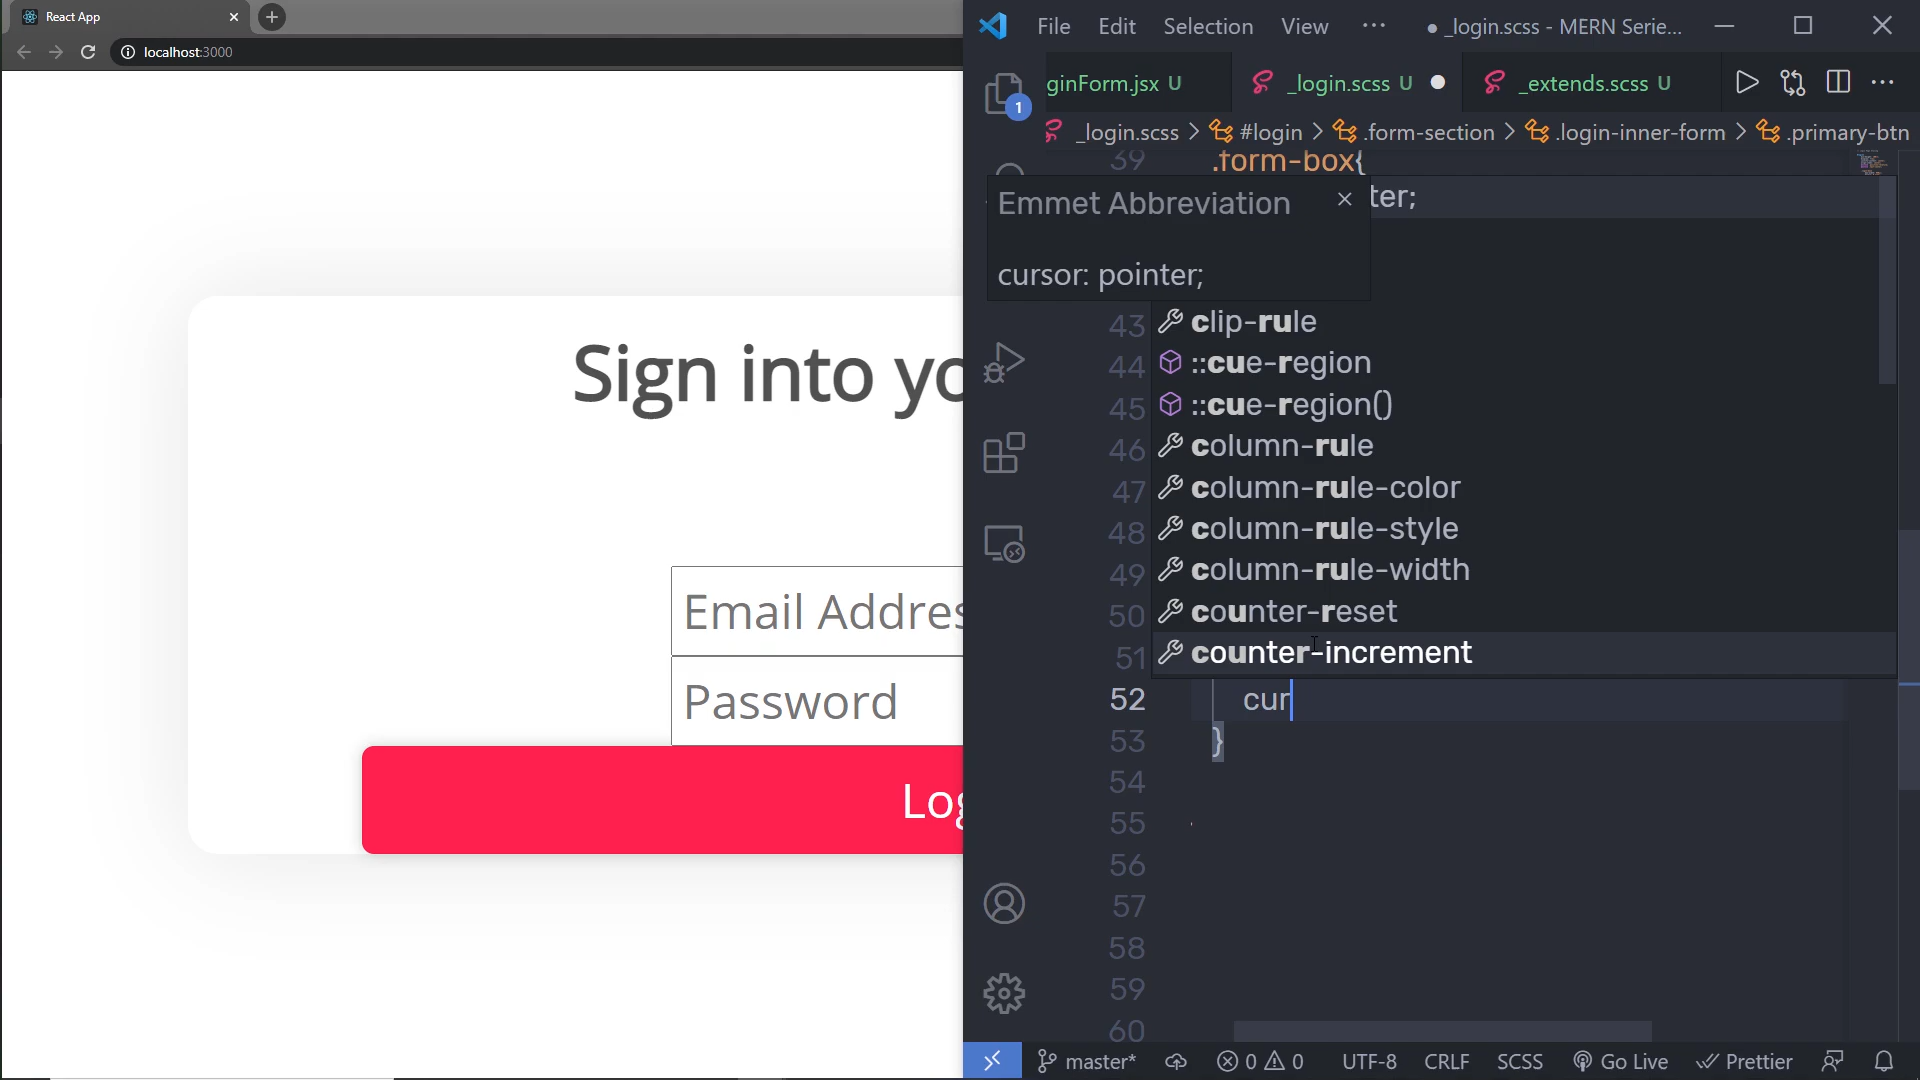 React App
localhost:3000
Sign into yo
Email Addres
Password
Log
File Edit Selection View ···
● _login.scss - MERN Serie...
ginForm.jsx U
_login.scss U
_extends.scss U
_login.scss > #login > .form-section > .login-inner-form > .primary-btn
1
39 .form-box{
ter;
Emmet Abbreviation
cursor: pointer;
43 clip-rule
44 ::cue-region
45 ::cue-region()
46 column-rule
47 column-rule-color
48 column-rule-style
49 column-rule-width
50 counter-reset
51 counter-increment
52 cur
53 }
54
55
56
57
58
59
60
master* 0 0 UTF-8 CRLF SCSS Go Live Prettier